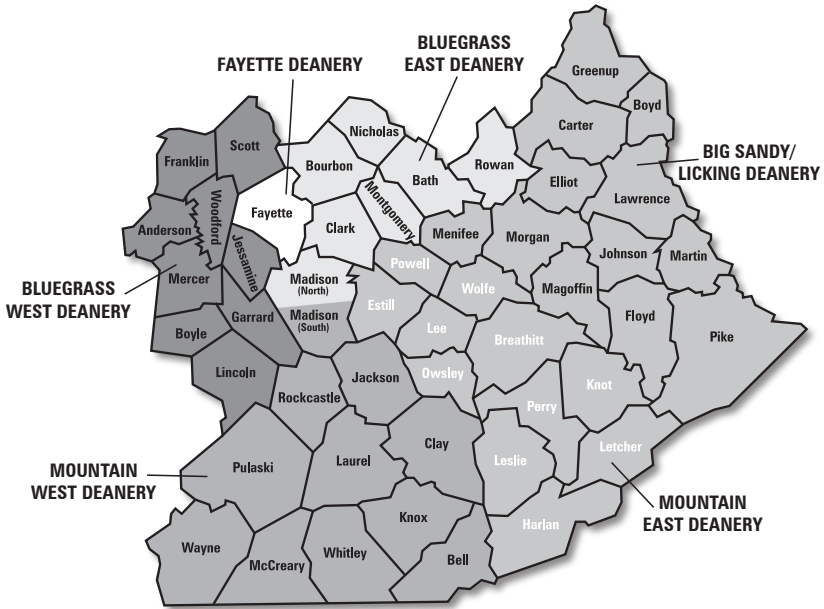 BLUEGRASS
EAST DEANERY
FAYETTE DEANERY
Greenup
Boyd
Carter
Nicholas
Scott
Franklin
Bourbon
Rowan
BIG SANDY/
LICKING DEANERY
Bath
Elliot
Lawrence
Woodford
Montgomery
Fayette
Anderson
Clark
Menifee
Morgan
Jessamine
Johnson
Martin
Powell
Mercer
Madison
(North)
Wolfe
Magoffin
BLUEGRASS
WEST DEANERY
Estill
Madison
(South)
Garrard
Floyd
Lee
Boyle
Breathitt
Pike
Lincoln
Jackson
Owsley
Knot
Rockcastle
Perry
Clay
Letcher
Laurel
Leslie
Pulaski
MOUNTAIN
WEST DEANERY
MOUNTAIN
EAST DEANERY
Knox
Harlan
Wayne
Whitley
Bell
McCreary